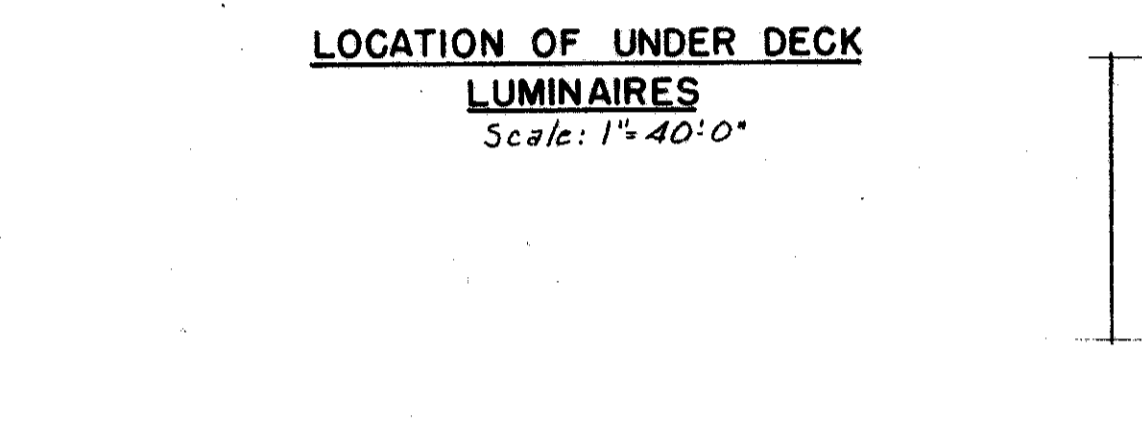 LOCATION OF UNDER DECK
LUMINAIRES
Scale: 1"=40'-0"